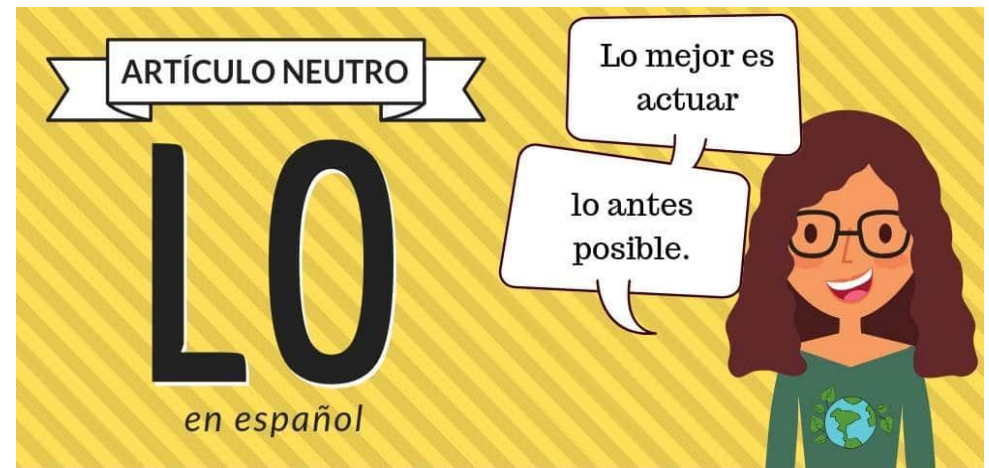 ARTÍCULO NEUTRO
LO
en español
Lo mejor es
actuar
lo antes
posible.